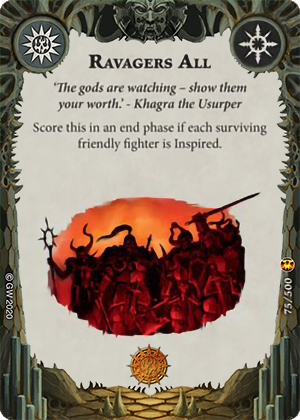 RAVAGERS ALL
‘The gods are watching – show them
your worth.’ - Khagra the Usurper
Score this in an end phase if each surviving
friendly fighter is Inspired.
© GW 2020
75/500